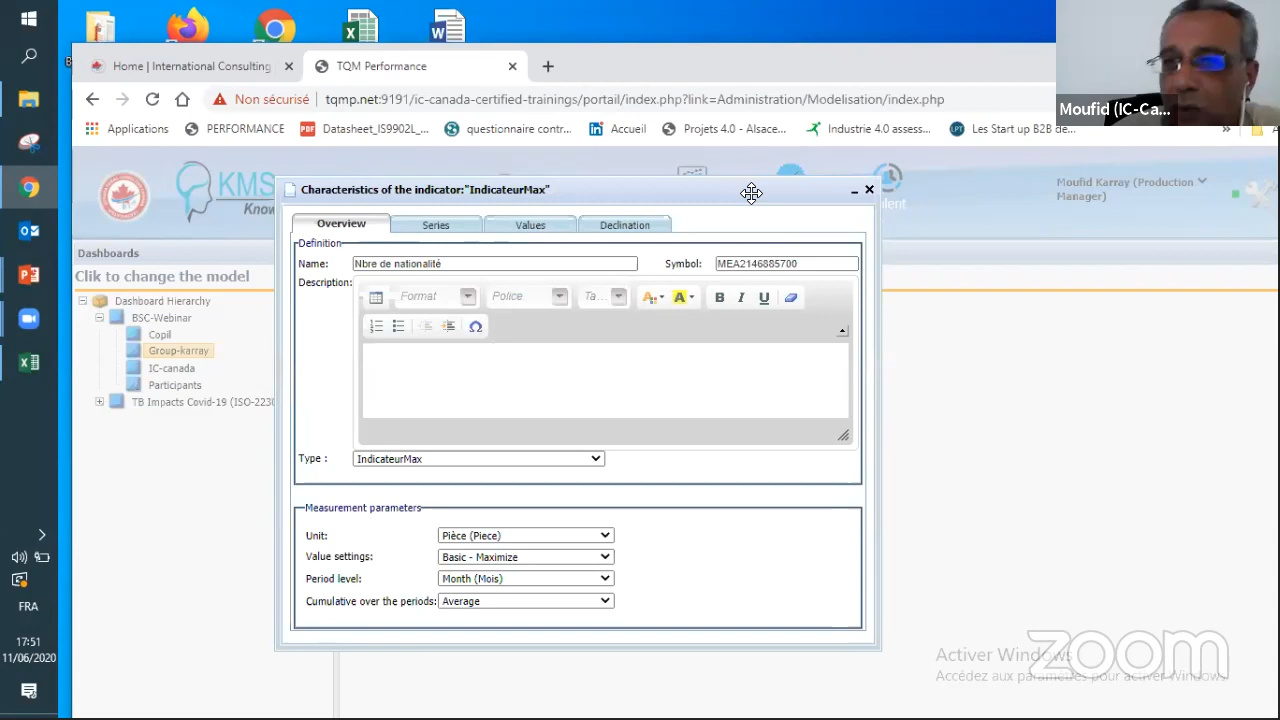 Home | International Consulting
TQM Performance
Non sécurisé
tqmp.net:9191/ic-canada-certified-trainings/portail/index.php?link=Administration/Modelisation/index.php
Moufid (IC-Ca...
Applications
PERFORMANCE
Datasheet_IS9902L_...
questionnaire contr...
Accueil
Projets 4.0 - Alsace...
Industrie 4.0 assess...
Les Start up B2B de...
KMS
Know
Moufid Karray (Production
Manager)
Characteristics of the indicator:"IndicateurMax"
Overview
Series
Values
Declination
Dashboards
Clik to change the model
Dashboard Hierarchy
BSC-Webinar
Copil
Group-karray
IC-canada
Participants
TB Impacts Covid-19 (ISO-2230
Definition
Name:
Nbre de nationalité
Symbol:
MEA2146885700
Description:
Format
Police
Ta...
Type :
IndicateurMax
Measurement parameters
Unit:
Pièce (Piece)
Value settings:
Basic - Maximize
Period level:
Month (Mois)
Cumulative over the periods:
Average
FRA
17:51
11/06/2020
Activer Windows
Accédez aux paramètres pour activer Windows.
zoom